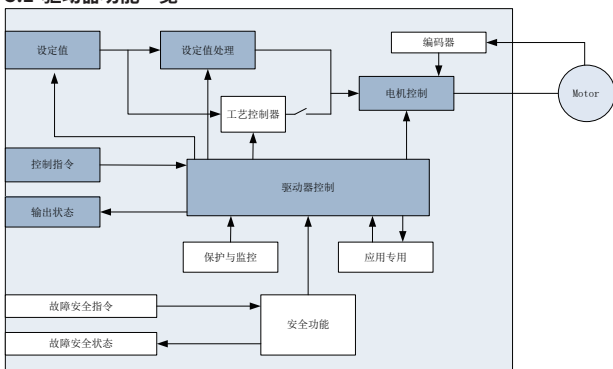 设定值
设定值处理
编码器
电机控制
Motor
工艺控制器
控制指令
驱动器控制
输出状态
保护与监控
应用专用
故障安全指令
安全功能
故障安全状态